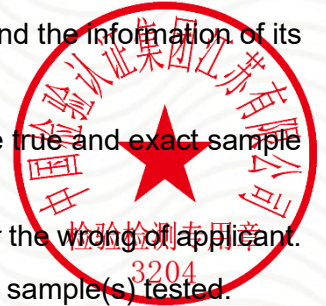 nd the information of its
e true and exact sample
r the wrong of applicant.
sample(s) tested.
中国检验认证集团江苏有限公司
检验检测专用章
3204